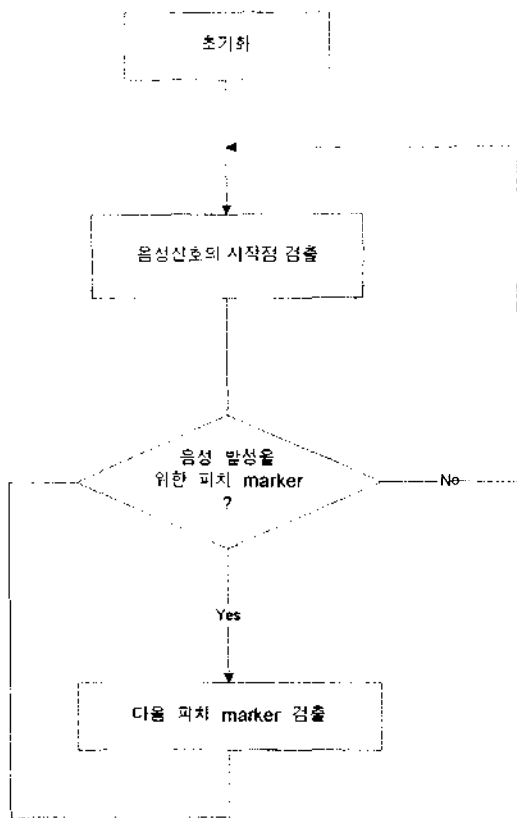 초기화
음성신호의 시작점 검출
음성 발성을
위한 피치 marker
?
No
Yes
다음 피치 marker 검출